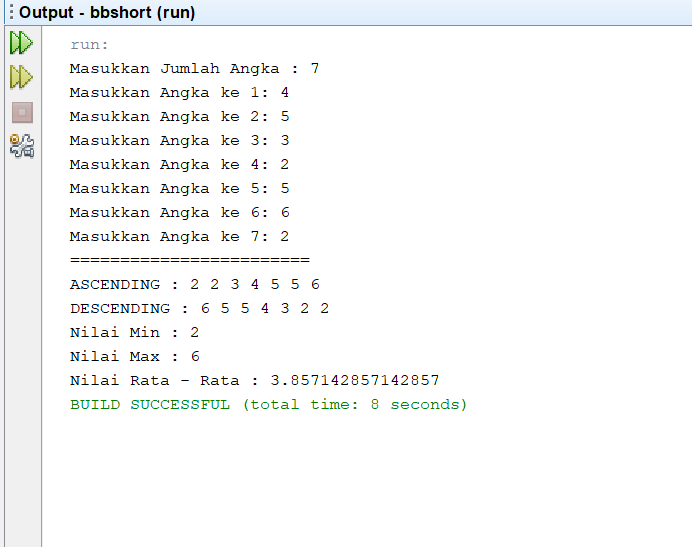 Output - bbshort (run)
run:
Masukkan Jumlah Angka : 7
Masukkan Angka ke 1: 4
Masukkan Angka ke 2: 5
Masukkan Angka ke 3: 3
Masukkan Angka ke 4: 2
Masukkan Angka ke 5: 5
Masukkan Angka ke 6: 6
Masukkan Angka ke 7: 2
========================
ASCENDING : 2 2 3 4 5 5 6
DESCENDING : 6 5 5 4 3 2 2
Nilai Min : 2
Nilai Max : 6
Nilai Rata - Rata : 3.857142857142857
BUILD SUCCESSFUL (total time: 8 seconds)